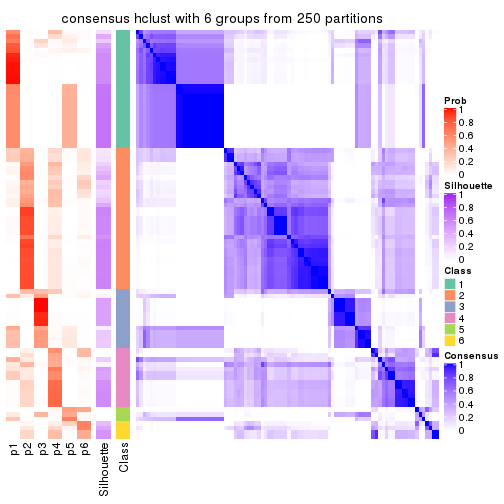 consensus hclust with 6 groups from 250 partitions
Prob
1
0.8
0.6
0.4
0.2
0
Silhouette
1
0.8
0.6
0.4
0.2
0
Class
1
2
3
4
5
6
Consensus
1
0.8
0.6
0.4
0.2
0
p1
p2
p3
p4
p5
p6
Silhouette
Class